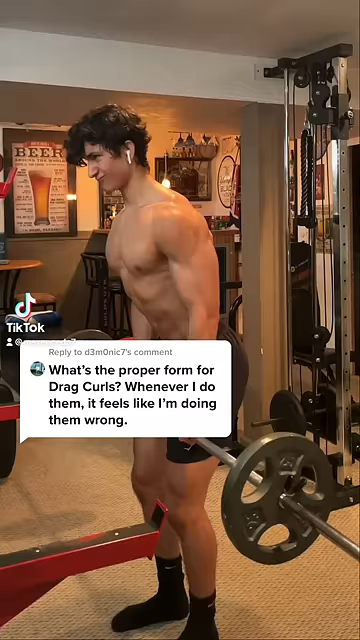 BEER
TikTok
Reply to d3m0nic7's comment
What's the proper form for
Drag Curls? Whenever I do
them, it feels like I'm doing
them wrong.